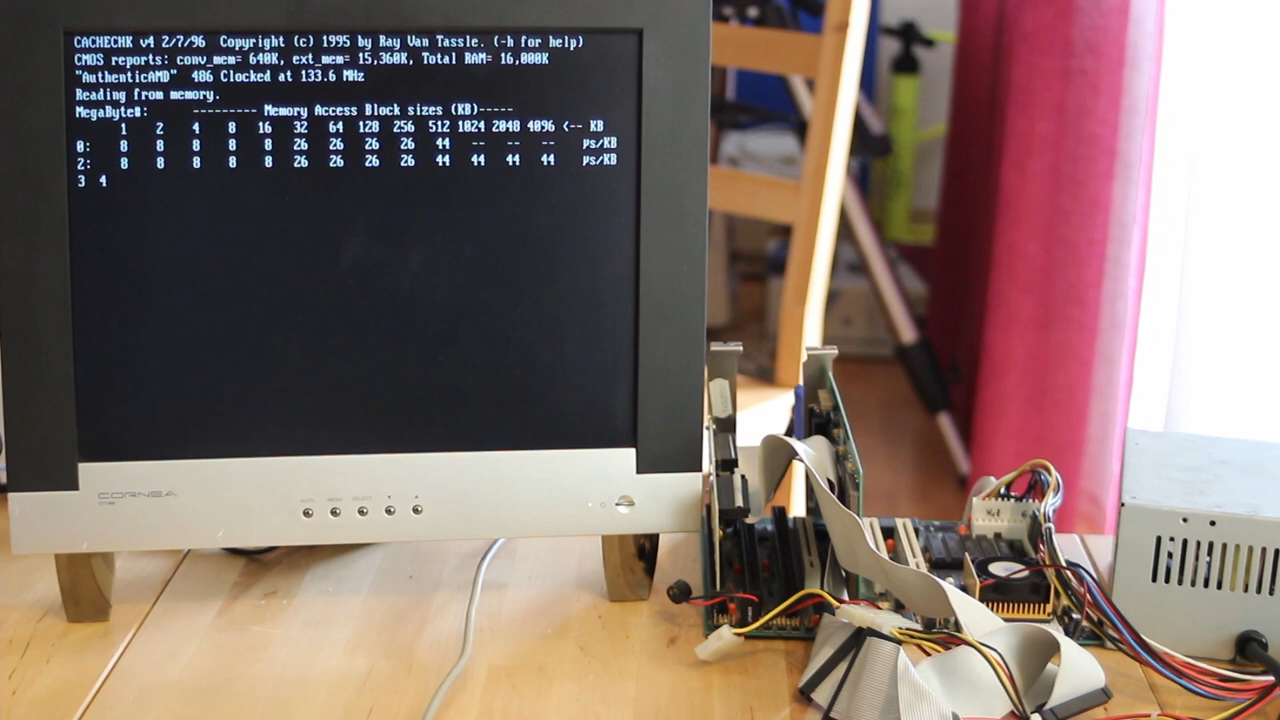 CACHECHK v4 2/7/96  Copyright (c) 1995 by Ray Van Tassle. (-h for help)
CMOS reports: conv_mem= 640K, ext_mem= 15,360K, Total RAM= 16,000K
"AuthenticAMD"  486 Clocked at 133.6 MHz
Reading from memory.
MegaByte#:      --------- Memory Access Block sizes (KB)-----
1 2 4 8 16 32 64 128 256 512 1024 2048 4096 <-- KB
0: 8 8 8 8 8 26 26 26 26 44 -- -- -- µs/KB
2: 8 8 8 8 8 26 26 26 26 44 44 44 44 µs/KB
3 4
CORNEA
AUTO MENU SELECT